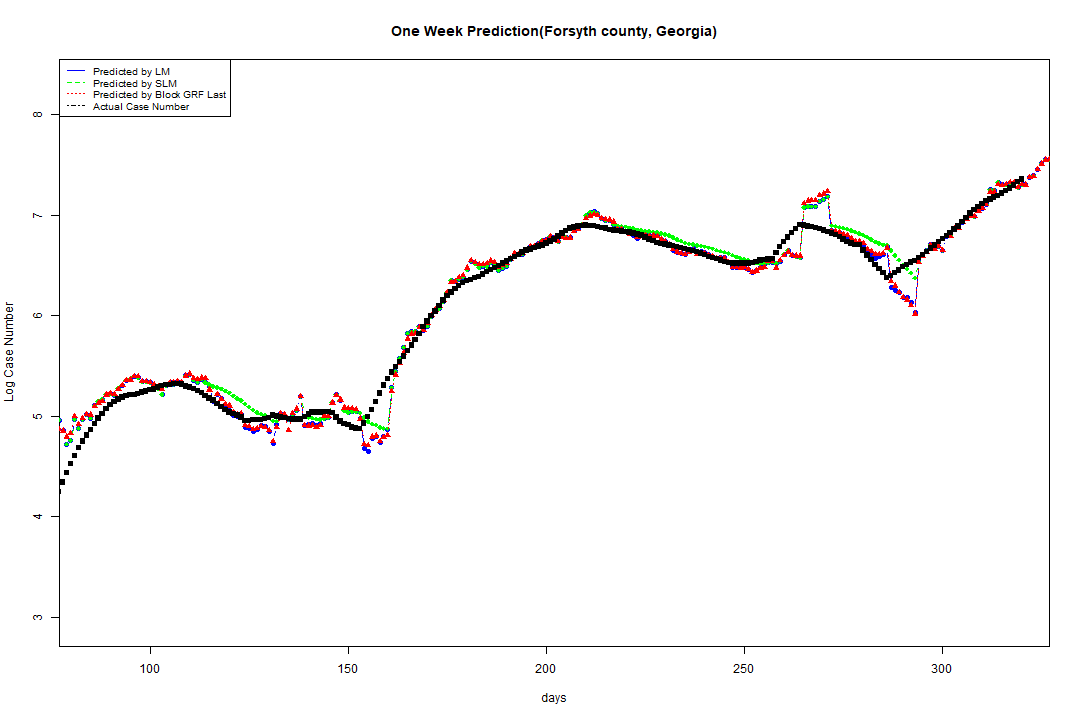 One Week Prediction(Forsyth county, Georgia)
Predicted by LM
Predicted by SLM
Predicted by Block GRF Last
Actual Case Number
8
7
6
5
4
3
Log Case Number
100 150 200 250 300
days